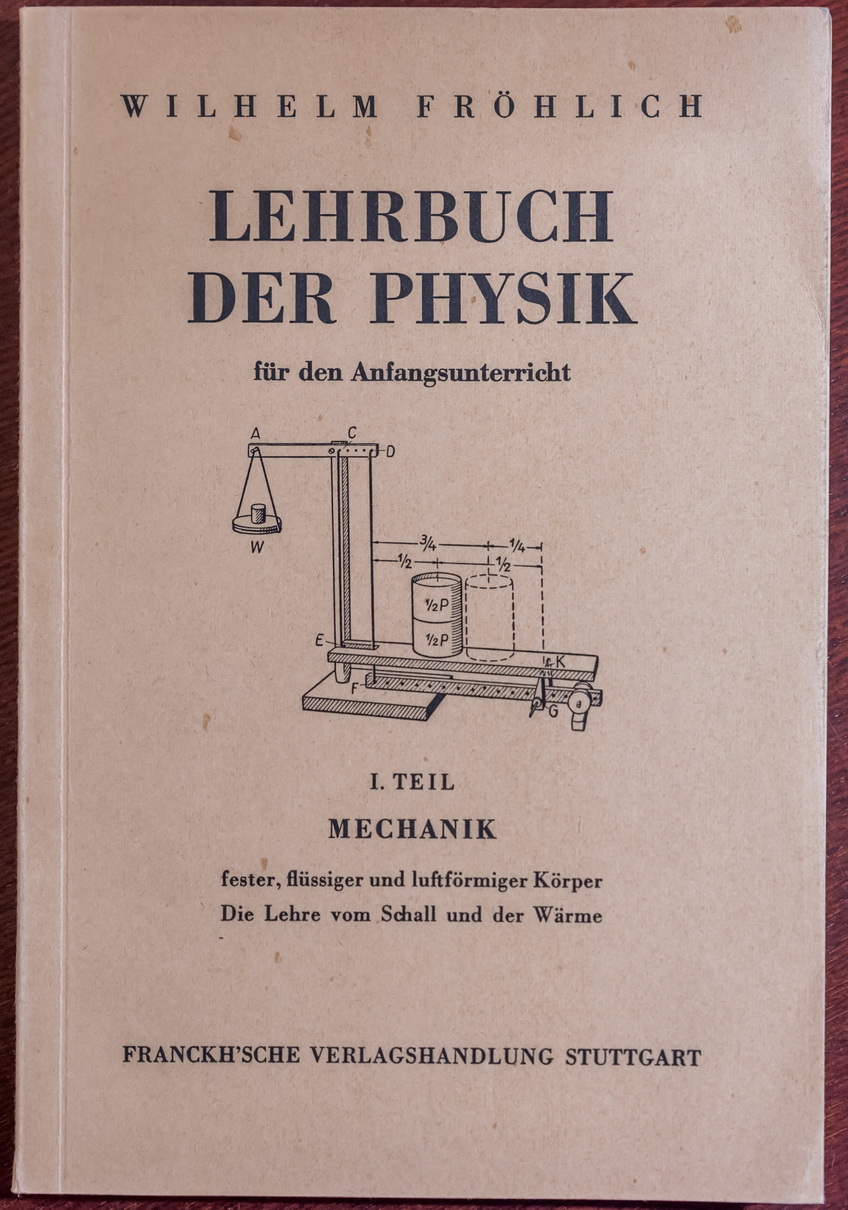 WILHELM FRÖHLICH
LEHRBUCH
DER PHYSIK
für den Anfangsunterricht
A C D
W
3/4 1/4
1/2 1/2
1/2 P
1/2 P
E K
F G a
I. TEIL
MECHANIK
fester, flüssiger und luftförmiger Körper
Die Lehre vom Schall und der Wärme
FRANCKH'SCHE VERLAGSHANDLUNG STUTTGART